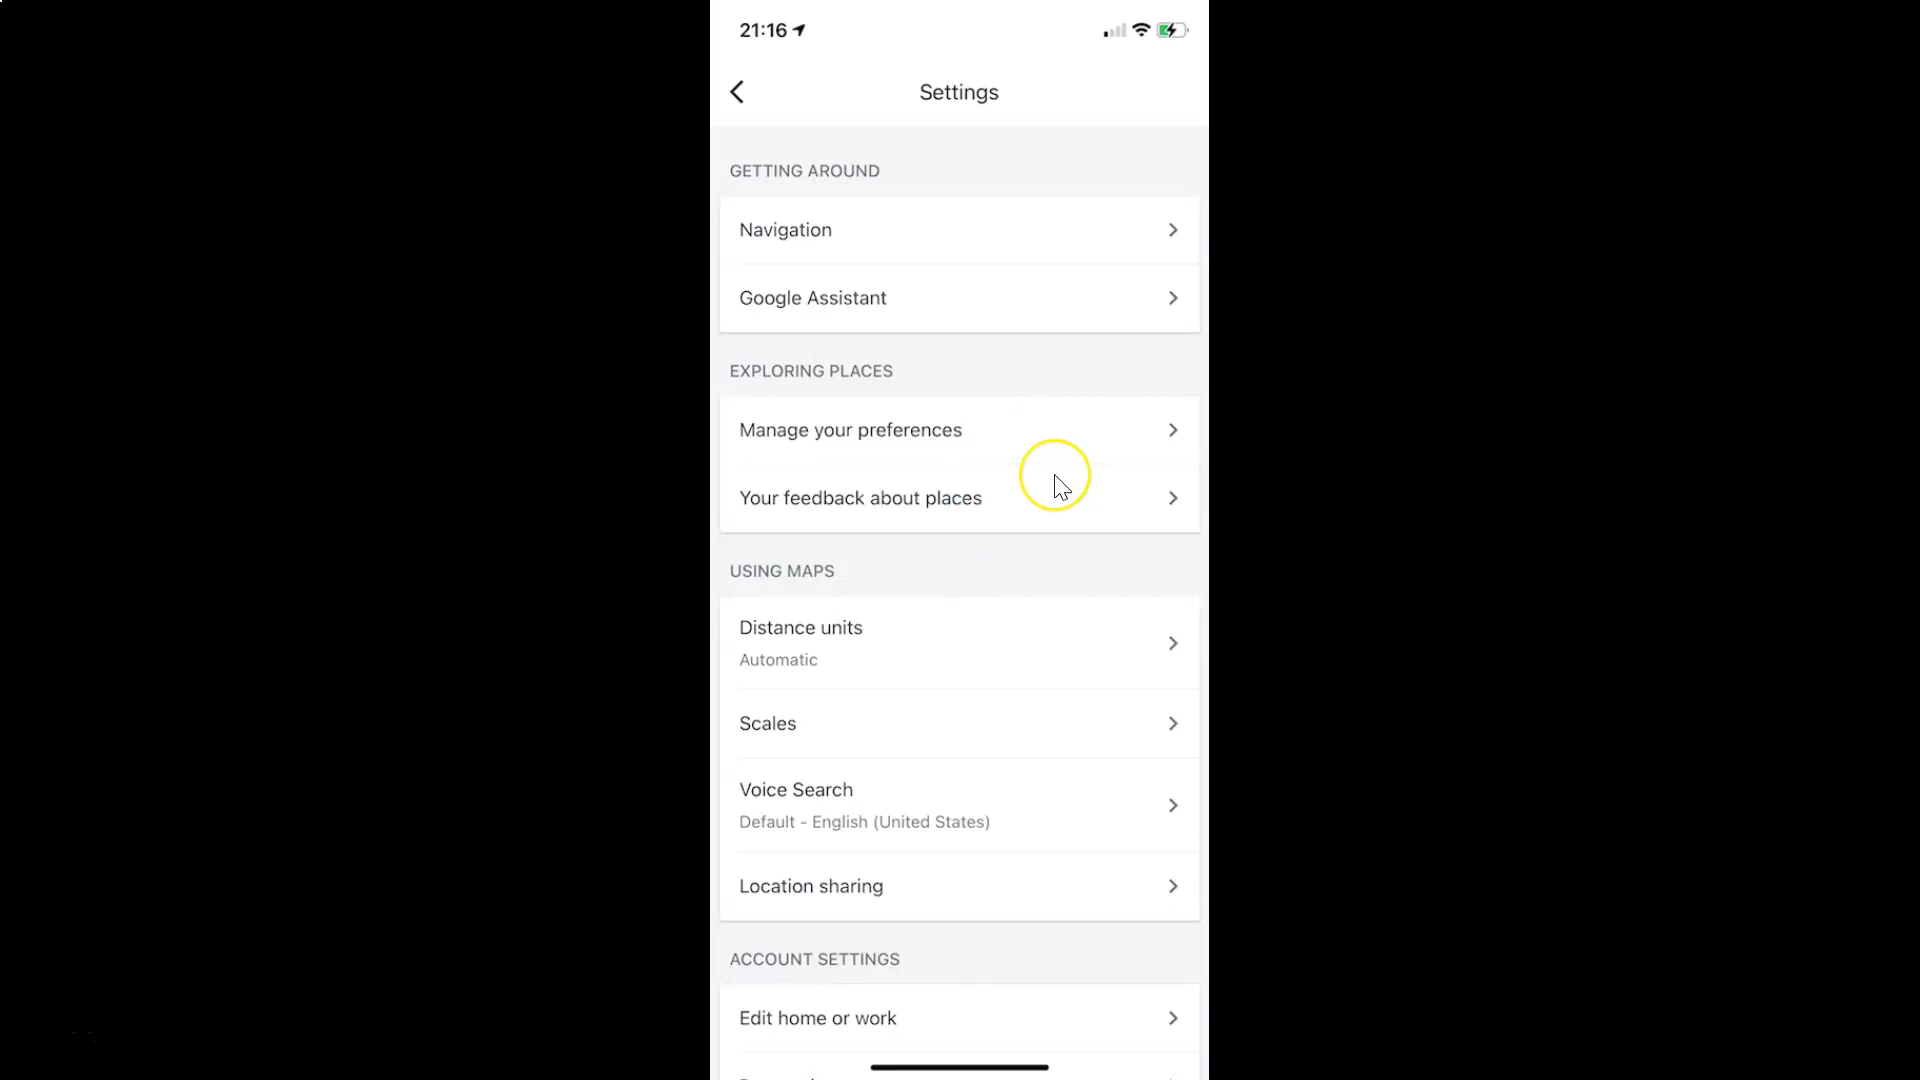 21:16
Settings
GETTING AROUND
Navigation
Google Assistant
EXPLORING PLACES
Manage your preferences
Your feedback about places
USING MAPS
Distance units
Automatic
Scales
Voice Search
Default - English (United States)
Location sharing
ACCOUNT SETTINGS
Edit home or work